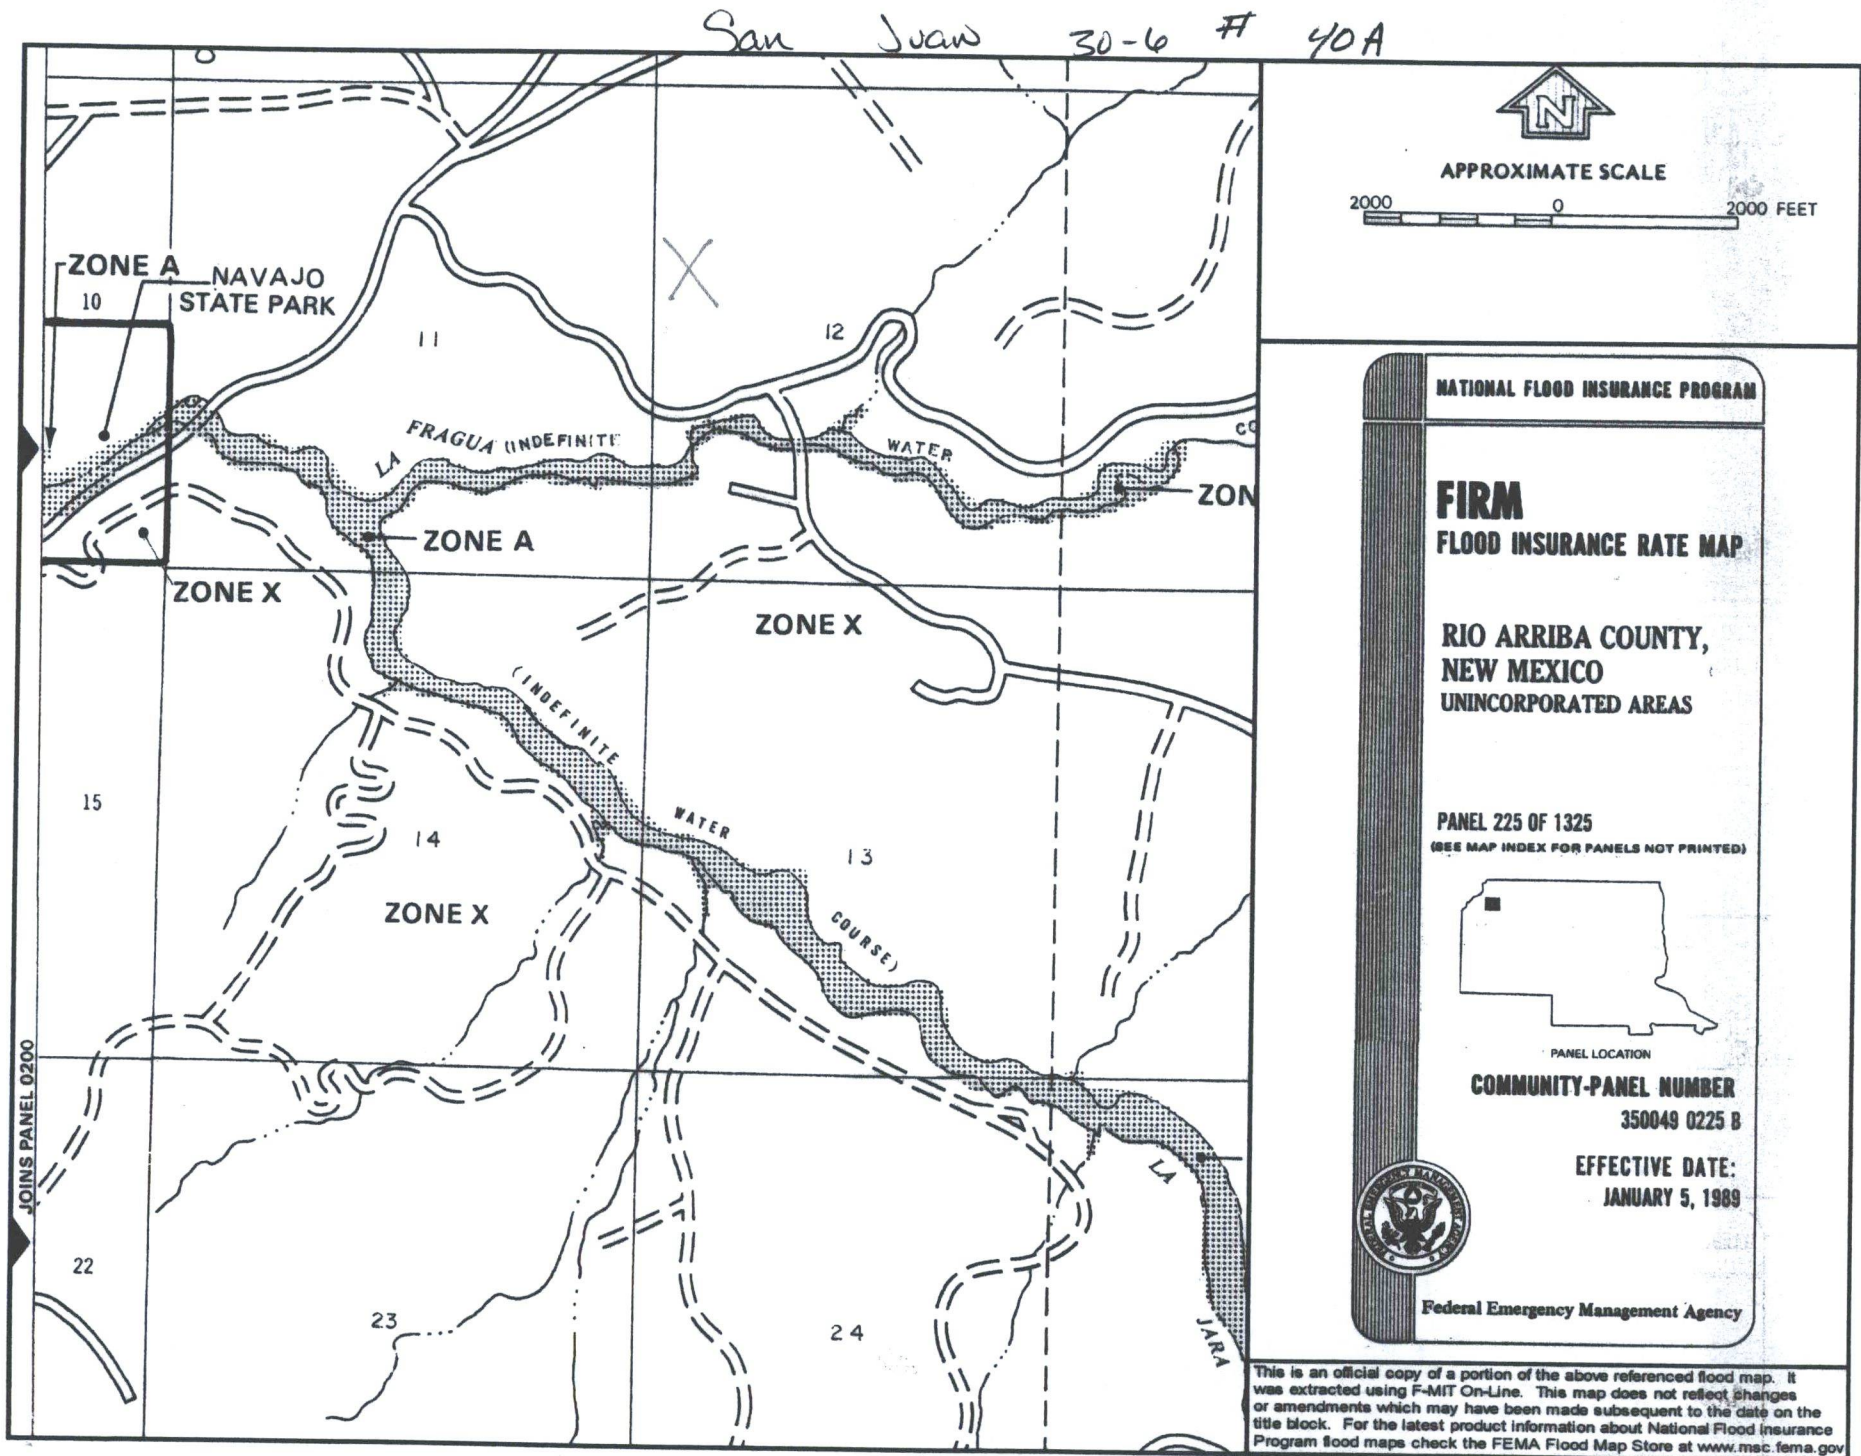 San Juan 30-6 # 40A
APPROXIMATE SCALE
2000 0 2000 FEET
N
ZONE A
10
NAVAJO
STATE PARK
11
12
LA FRAGUA (INDEFINITE
WATER
CO
ZON
ZONE A
ZONE X
ZONE X
(INDEFINITE
WATER
COURSE)
15
14
13
ZONE X
JOINS PANEL 0200
LA
JARA
22
23
24
NATIONAL FLOOD INSURANCE PROGRAM
FIRM
FLOOD INSURANCE RATE MAP
RIO ARRIBA COUNTY,
NEW MEXICO
UNINCORPORATED AREAS
PANEL 225 OF 1325
(SEE MAP INDEX FOR PANELS NOT PRINTED)
PANEL LOCATION
COMMUNITY-PANEL NUMBER
350049 0225 B
EFFECTIVE DATE:
JANUARY 5, 1989
FEDERAL EMERGENCY MANAGEMENT AGENCY
Federal Emergency Management Agency
This is an official copy of a portion of the above referenced flood map. It
was extracted using F-MIT On-Line. This map does not reflect changes
or amendments which may have been made subsequent to the date on the
title block. For the latest product information about National Flood Insurance
Program flood maps check the FEMA Flood Map Store at www.msc.fema.gov